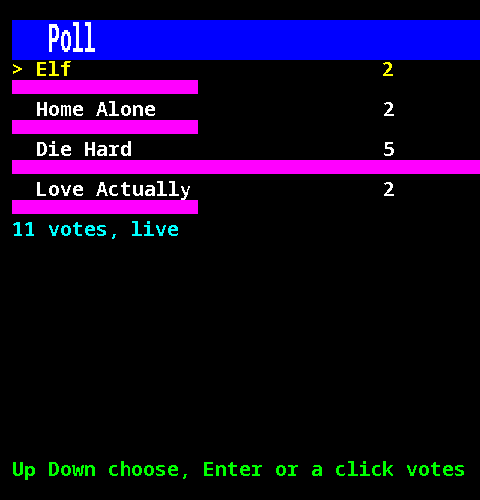 Poll
> Elf 2
Home Alone 2
Die Hard 5
Love Actually 2
11 votes, live
Up Down choose, Enter or a click votes